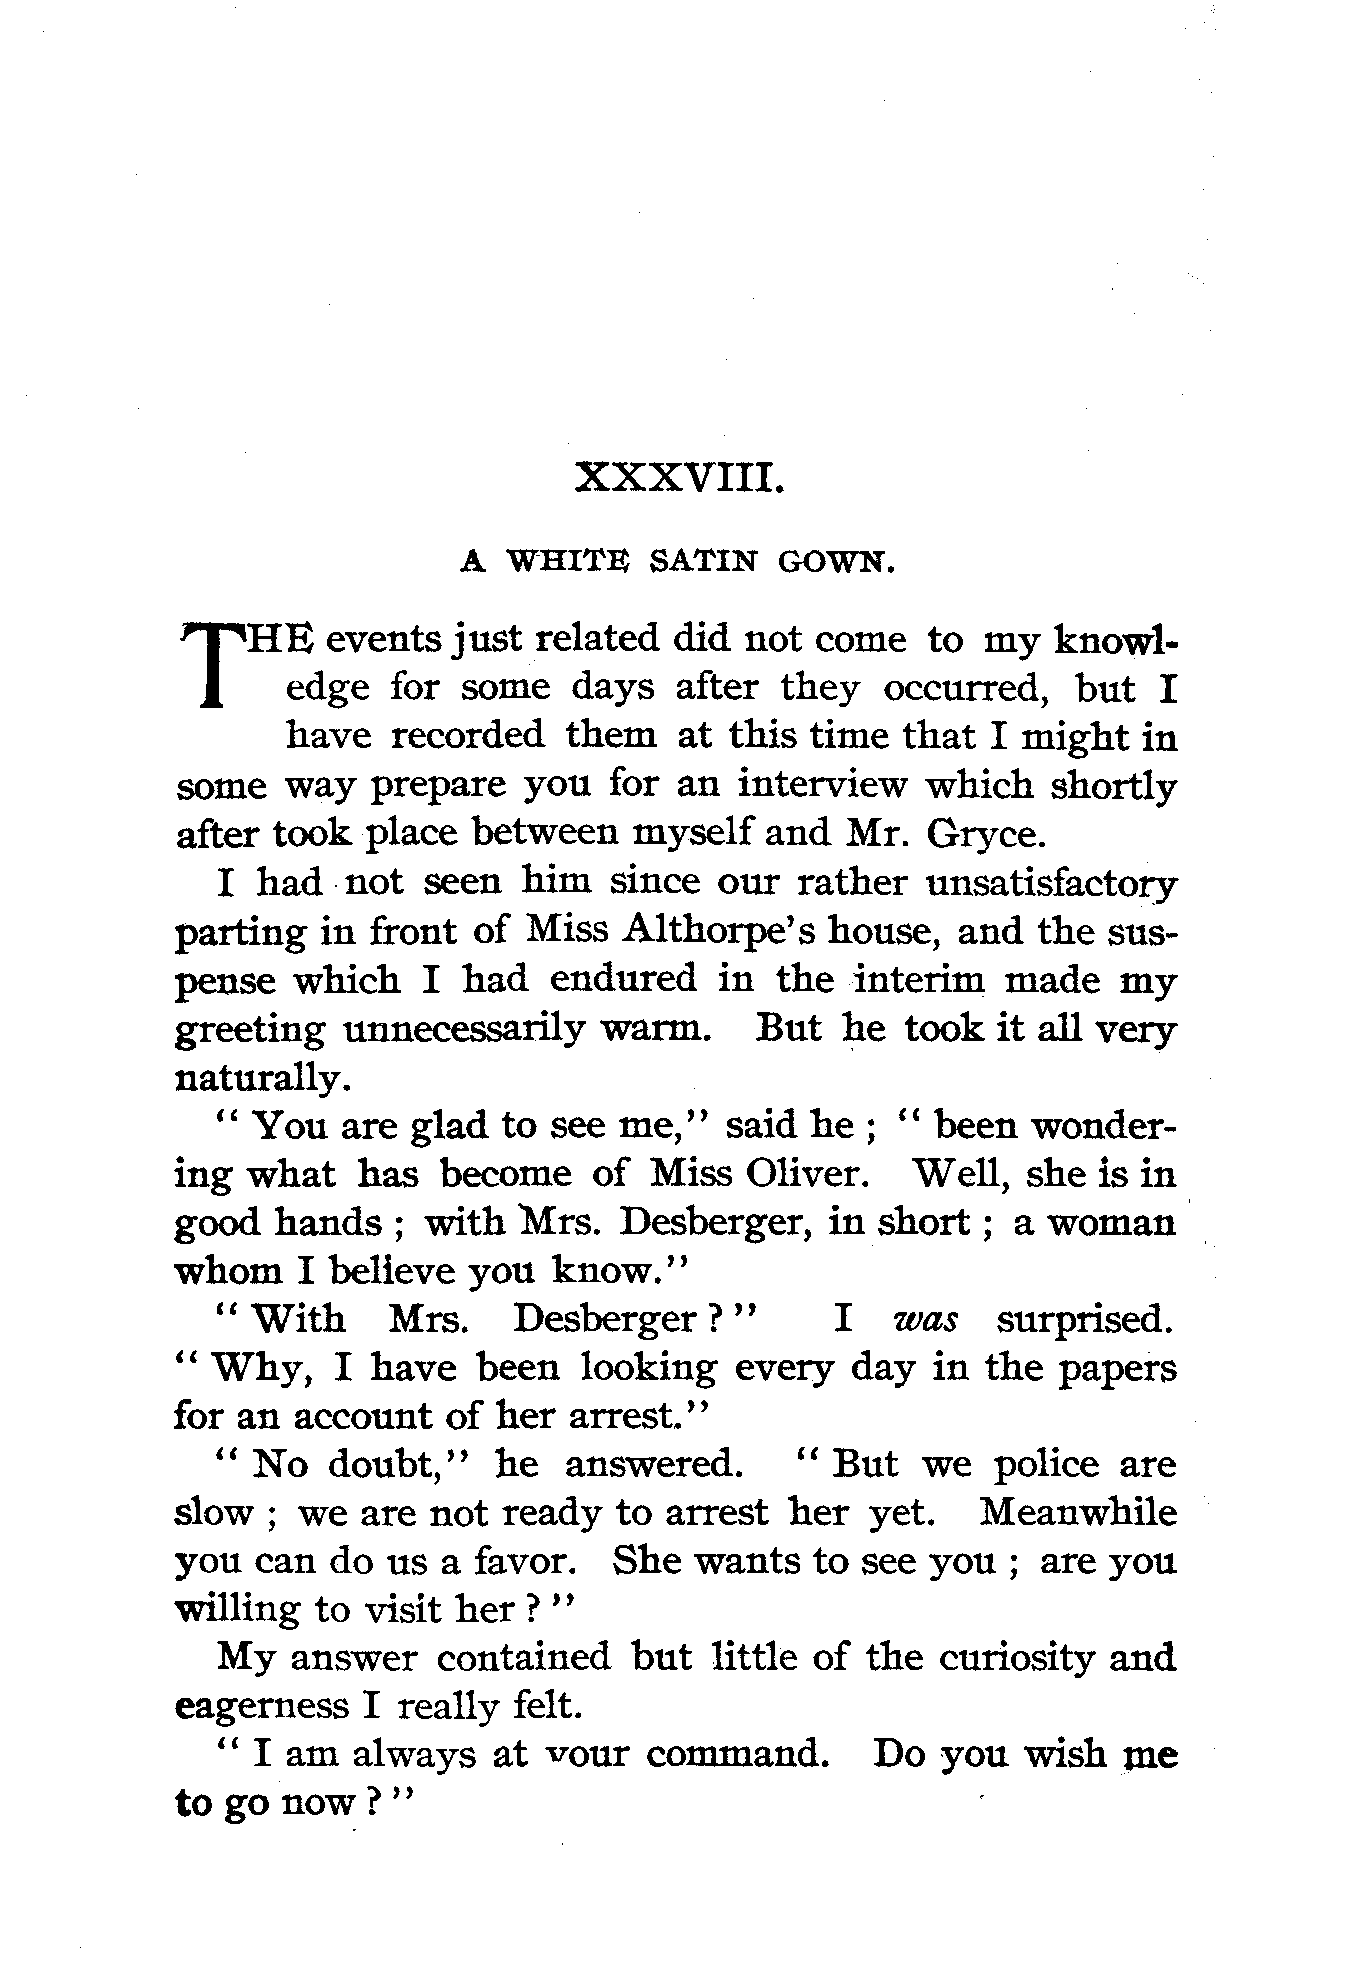 XXXVIII.
A WHITE SATIN GOWN.
THE events just related did not come to my knowl-
edge for some days after they occurred, but I
have recorded them at this time that I might in
some way prepare you for an interview which shortly
after took place between myself and Mr. Gryce.
I had not seen him since our rather unsatisfactory
parting in front of Miss Althorpe's house, and the sus-
pense which I had endured in the interim made my
greeting unnecessarily warm. But he took it all very
naturally.
“ You are glad to see me,” said he ; “ been wonder-
ing what has become of Miss Oliver. Well, she is in
good hands ; with Mrs. Desberger, in short ; a woman
whom I believe you know.”
“ With Mrs. Desberger ? ” I was surprised.
“ Why, I have been looking every day in the papers
for an account of her arrest.”
“ No doubt,” he answered. “ But we police are
slow ; we are not ready to arrest her yet. Meanwhile
you can do us a favor. She wants to see you ; are you
willing to visit her ? ”
My answer contained but little of the curiosity and
eagerness I really felt.
“ I am always at your command. Do you wish me
to go now ? ”